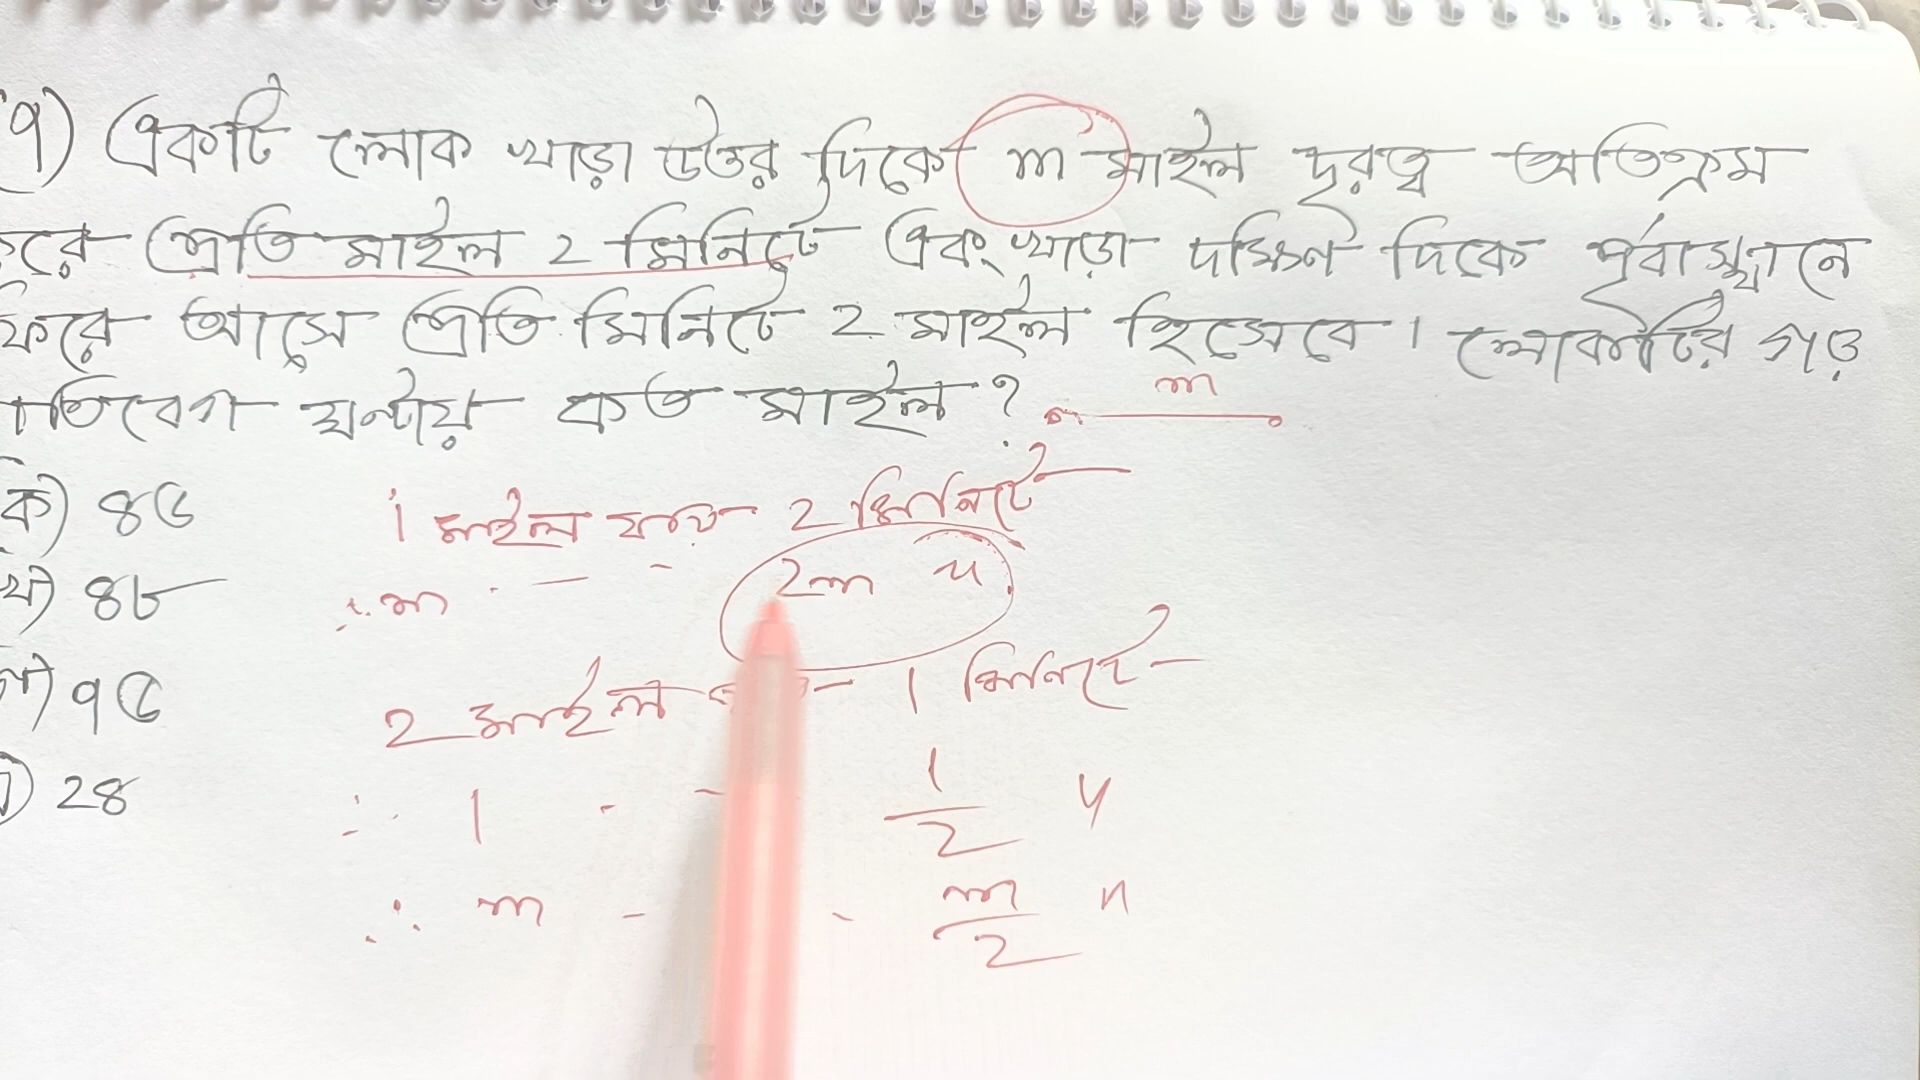 ৭) একটি লোক খাড়া উত্তর দিকে m মাইল দূরত্ব অতিক্রম
করে প্রতি মাইল 2 মিনিটে এবং খাড়া দক্ষিণ দিকে পূর্বাস্থানে
ফিরে আসে প্রতি মিনিটে 2 মাইল হিসেবে। লোকটির গড়
গতিবেগ ঘন্টায় কত মাইল?
m
ক) ৪৫
খ) ৪৮
গ) ৭৫
২৪
1 মাইল যায় 2 মিনিটে
∴ m - - - 2m "
2 মাইল 1 মিনিটে
∴ 1 - - 1/2 "
∴ m - - m/2 "